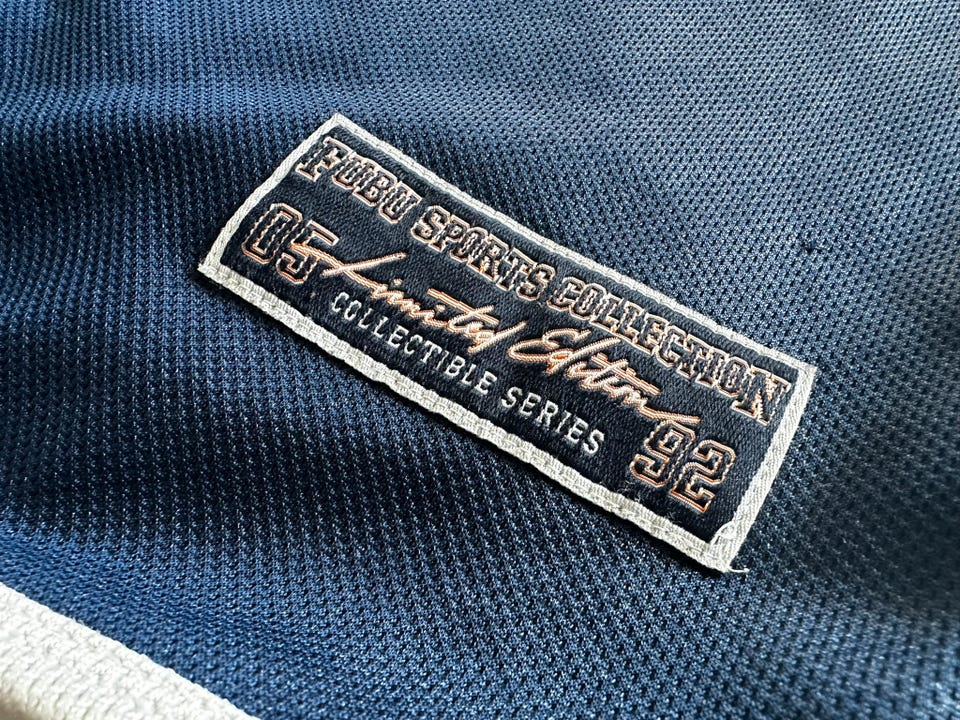 FUBU SPORTS COLLECTION
05 Limited Edition 92
COLLECTIBLE SERIES